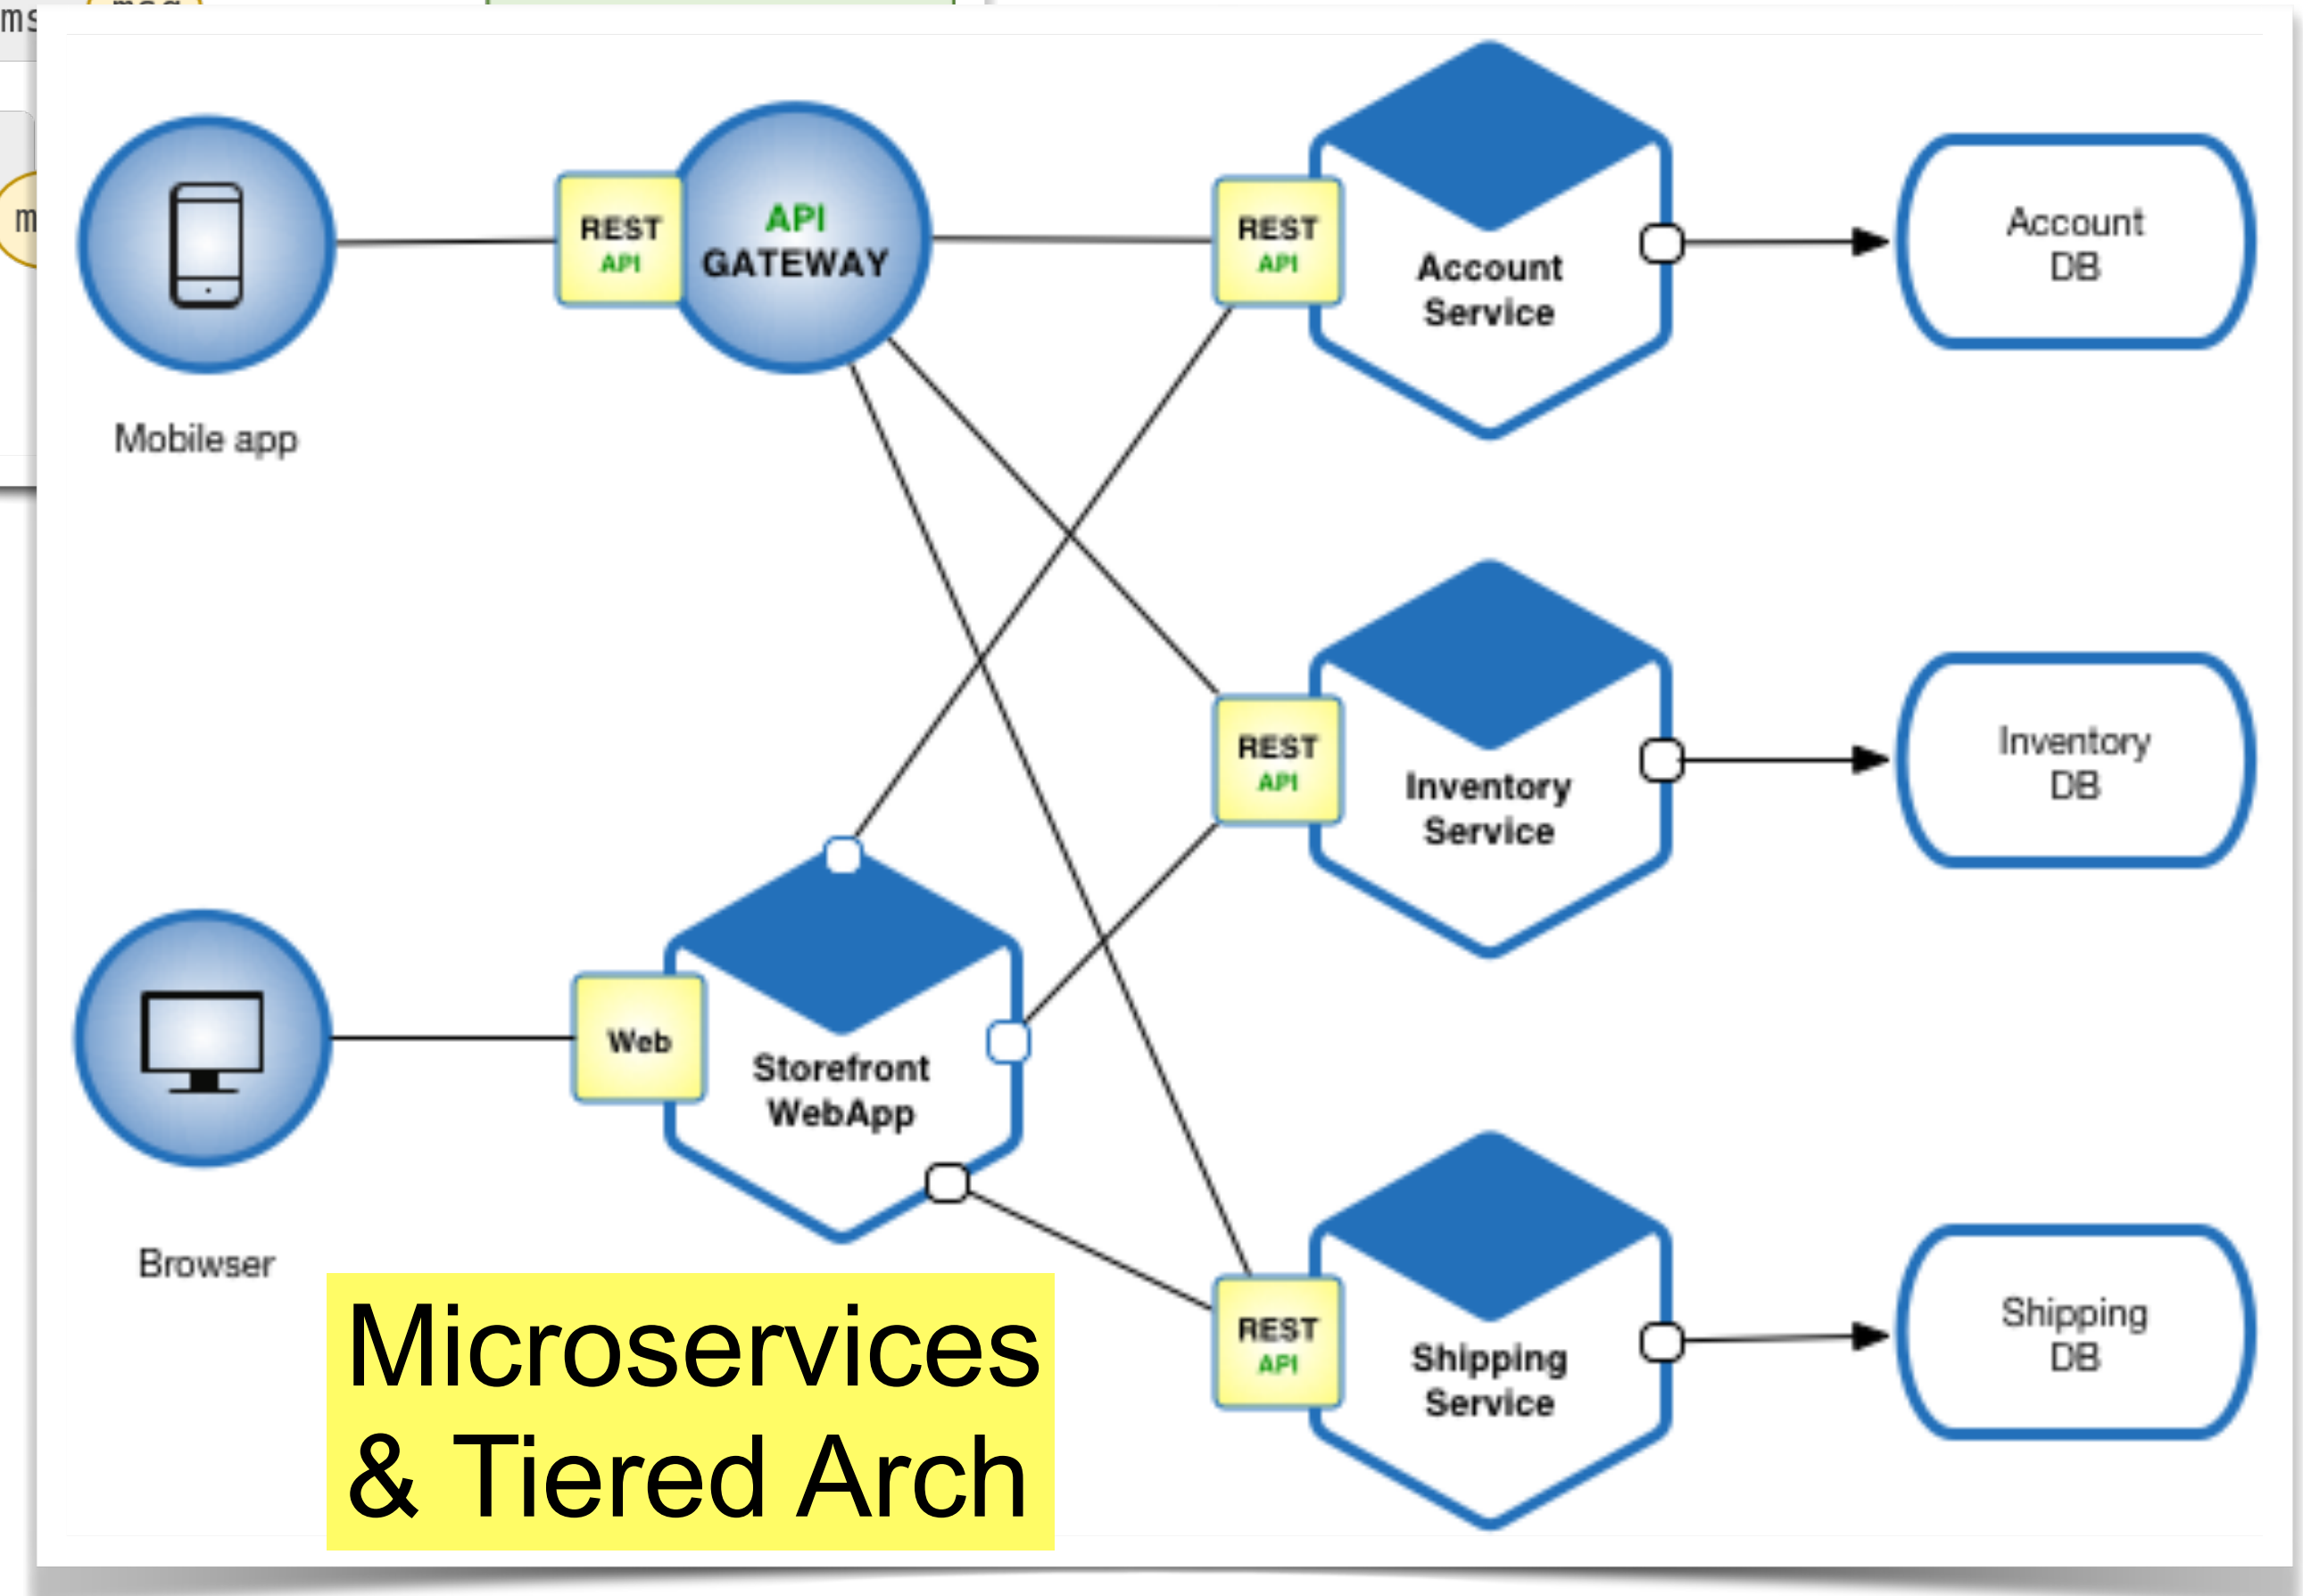 REST
API
API
GATEWAY
REST
API
Account
Service
Account
DB
Mobile app
REST
API
Inventory
Service
Inventory
DB
Web
Storefront
WebApp
Browser
REST
API
Shipping
Service
Shipping
DB
Microservices
& Tiered Arch